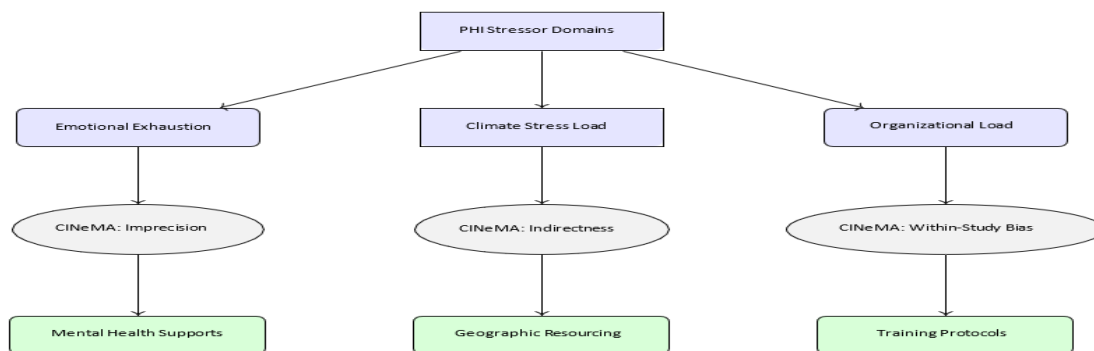 PHI Stressor Domains
Emotional Exhaustion
Climate Stress Load
Organizational Load
CINeMA: Imprecision
CINeMA: Indirectness
CINeMA: Within-Study Bias
Mental Health Supports
Geographic Resourcing
Training Protocols